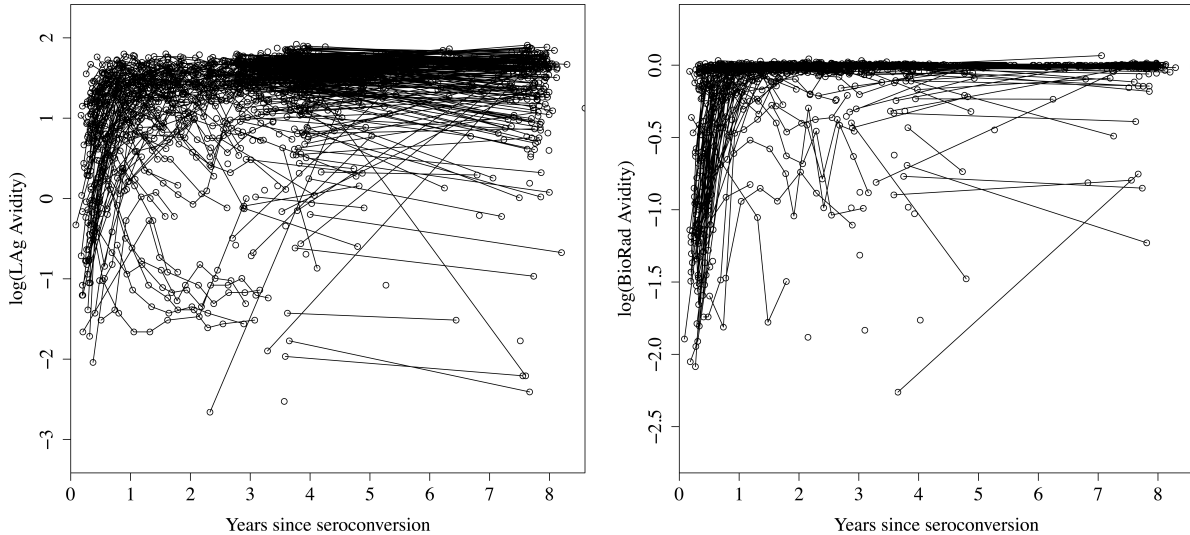 log(LAg Avidity)
2
1
0
−1
−2
−3
0 1 2 3 4 5 6 7 8
Years since seroconversion
log(BioRad Avidity)
0.0
−0.5
−1.0
−1.5
−2.0
−2.5
0 1 2 3 4 5 6 7 8
Years since seroconversion